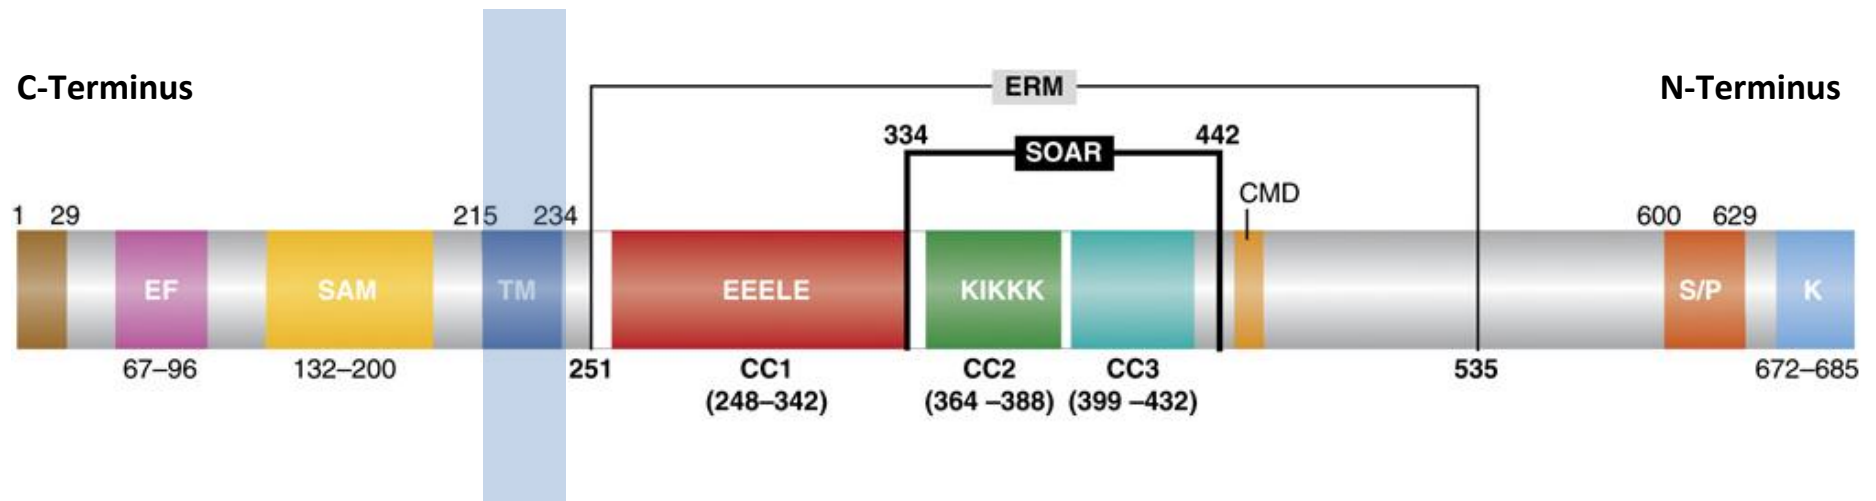 C-Terminus
N-Terminus
ERM
334
442
SOAR
CMD
1 29
215 234
600 629
EF
SAM
TM
EEELE
KIKKK
S/P
K
67–96
132–200
251
CC1
CC2
CC3
535
672–685
(248–342)
(364 –388)
(399 –432)